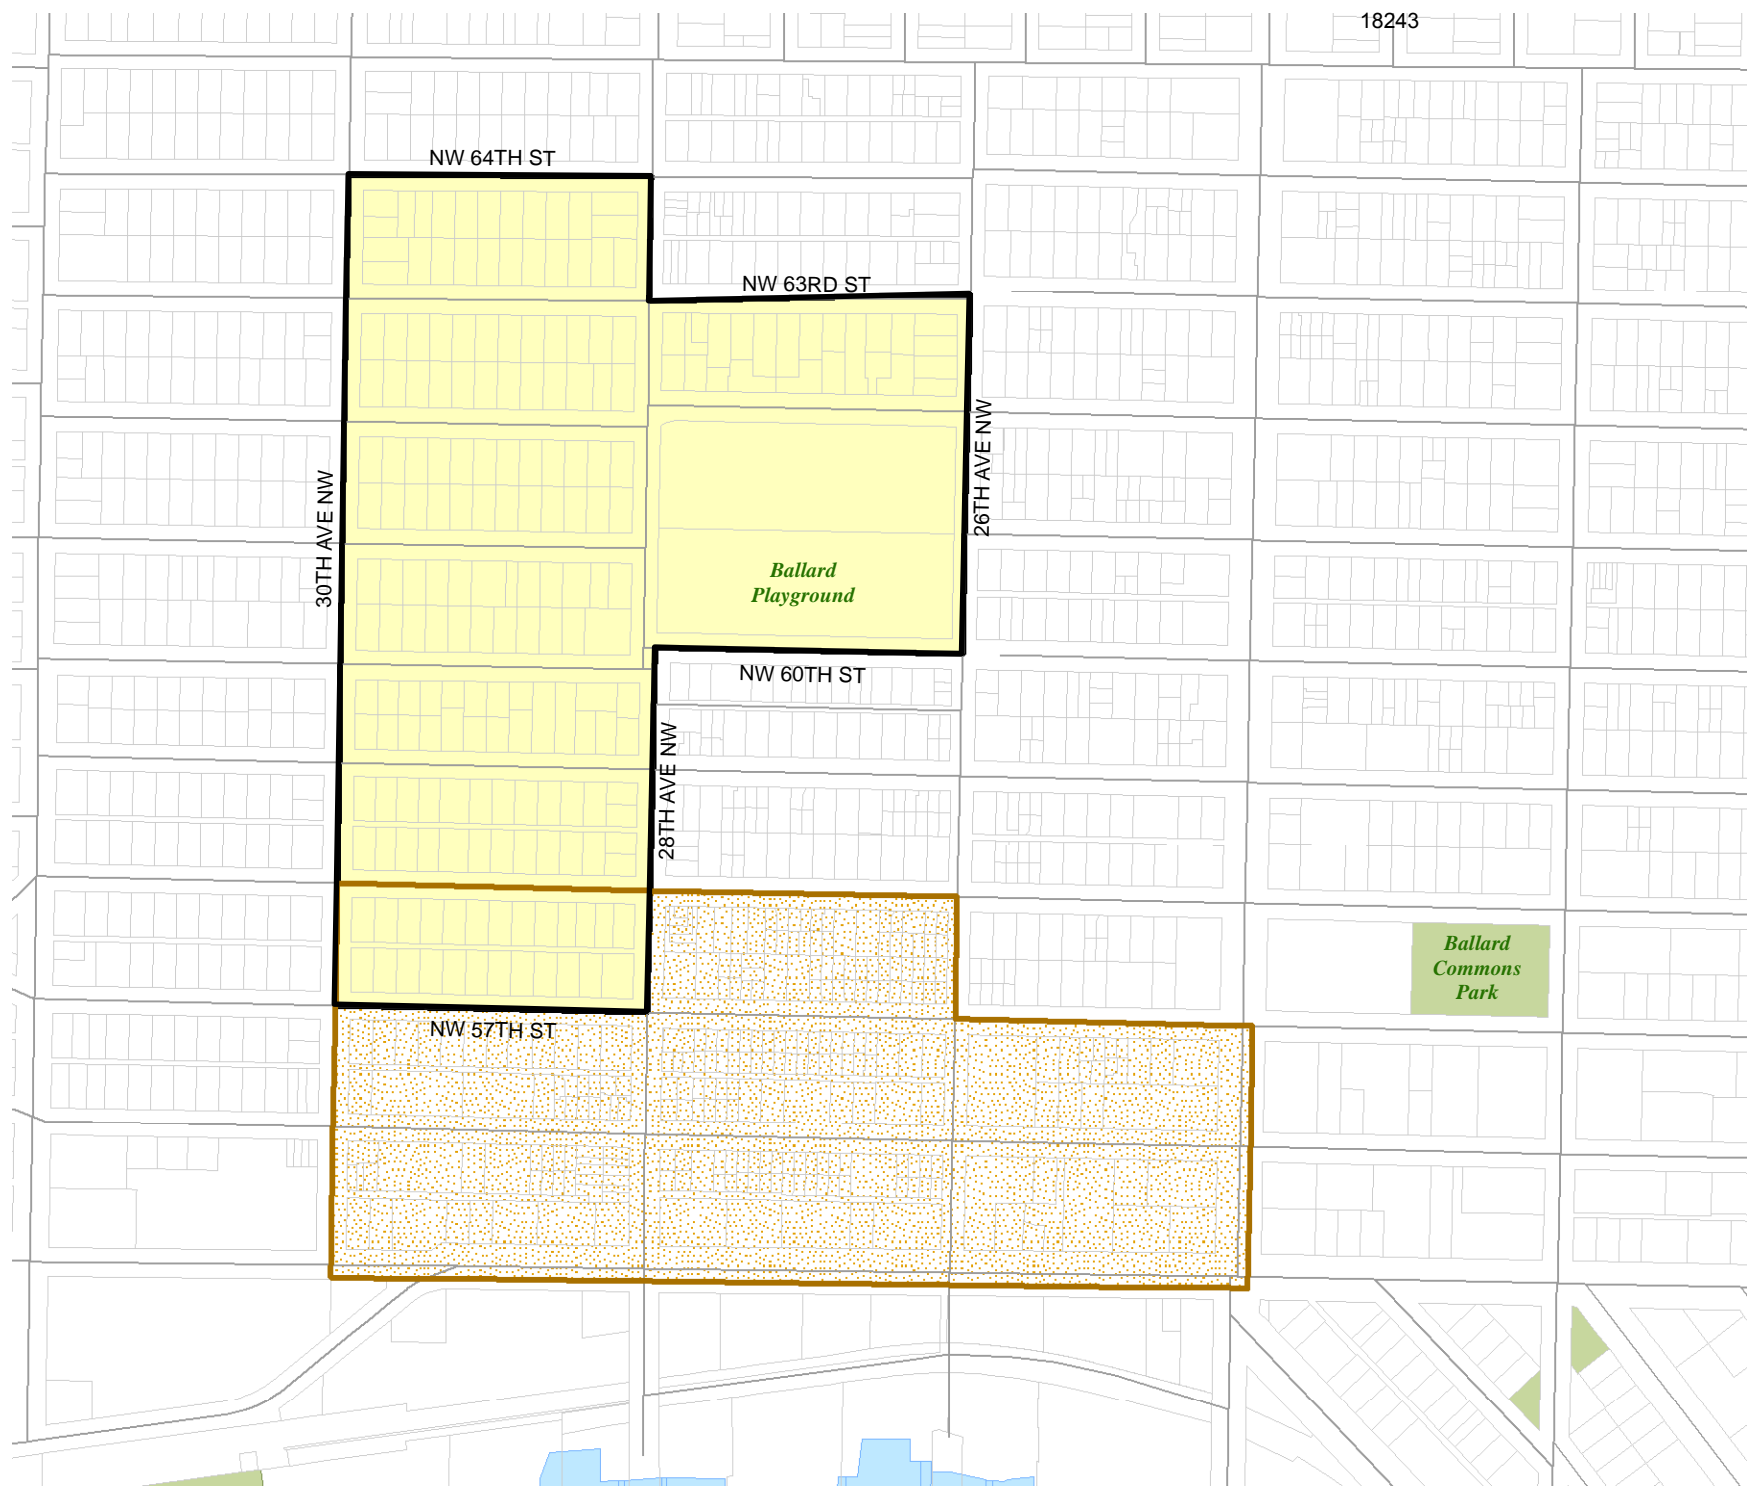 18243
NW 64TH ST
NW 63RD ST
26TH AVE NW
30TH AVE NW
Ballard
Playground
NW 60TH ST
28TH AVE NW
Ballard
Commons
Park
NW 57TH ST